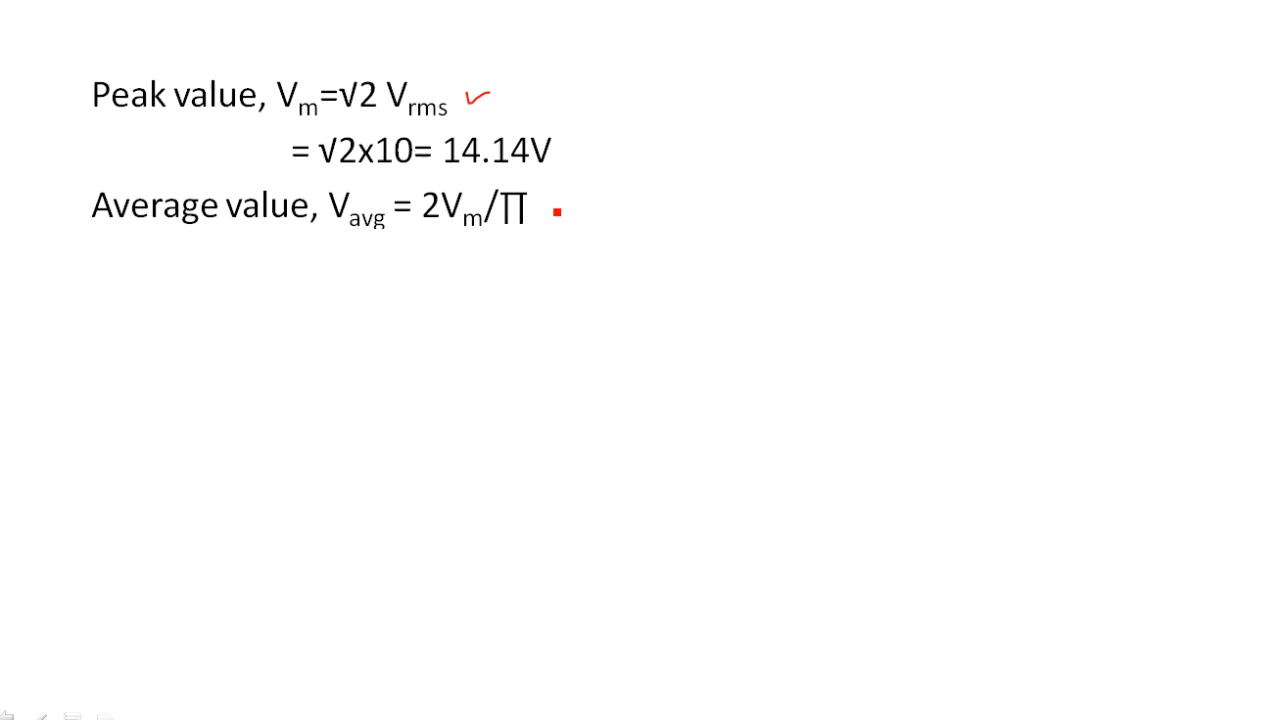 Peak value, Vm=√2 Vrms
= √2x10= 14.14V
Average value, Vavg = 2Vm/∏